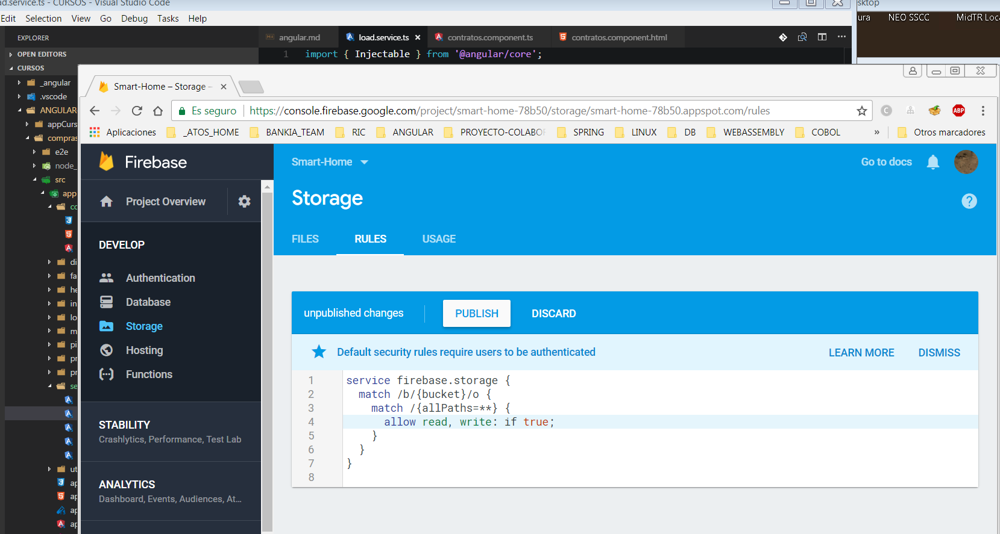 ad.service.ts - CURSOS - Visual Studio Code
sktop
Edit Selection View Go Debug Tasks Help
ura NEO SSCC MidTR Loca
EXPLORER
angular.md load.service.ts contratos.component.ts contratos.component.html
OPEN EDITORS
1 import { Injectable } from '@angular/core';
CURSOS
_angular
.vscode
ANGULAR
appCurs
compras
e2e
node_
src
app
co
di
fa
he
in
lo
m
pi
pr
pr
se
ut
ap
ap
ap
ap
Smart-Home – Storage –
Es seguro https://console.firebase.google.com/project/smart-home-78b50/storage/smart-home-78b50.appspot.com/rules
C ABP
Aplicaciones _ATOS_HOME BANKIA_TEAM RIC ANGULAR PROYECTO-COLABOR SPRING LINUX DB WEBASSEMBLY COBOL » Otros marcadores
Firebase
Project Overview
DEVELOP
Authentication
Database
Storage
Hosting
Functions
STABILITY
Crashlytics, Performance, Test Lab
ANALYTICS
Dashboard, Events, Audiences, At...
Smart-Home
Go to docs
Storage
FILES RULES USAGE
unpublished changes PUBLISH DISCARD
Default security rules require users to be authenticated LEARN MORE DISMISS
1 service firebase.storage {
2 match /b/{bucket}/o {
3 match /{allPaths=**} {
4 allow read, write: if true;
5 }
6 }
7 }
8